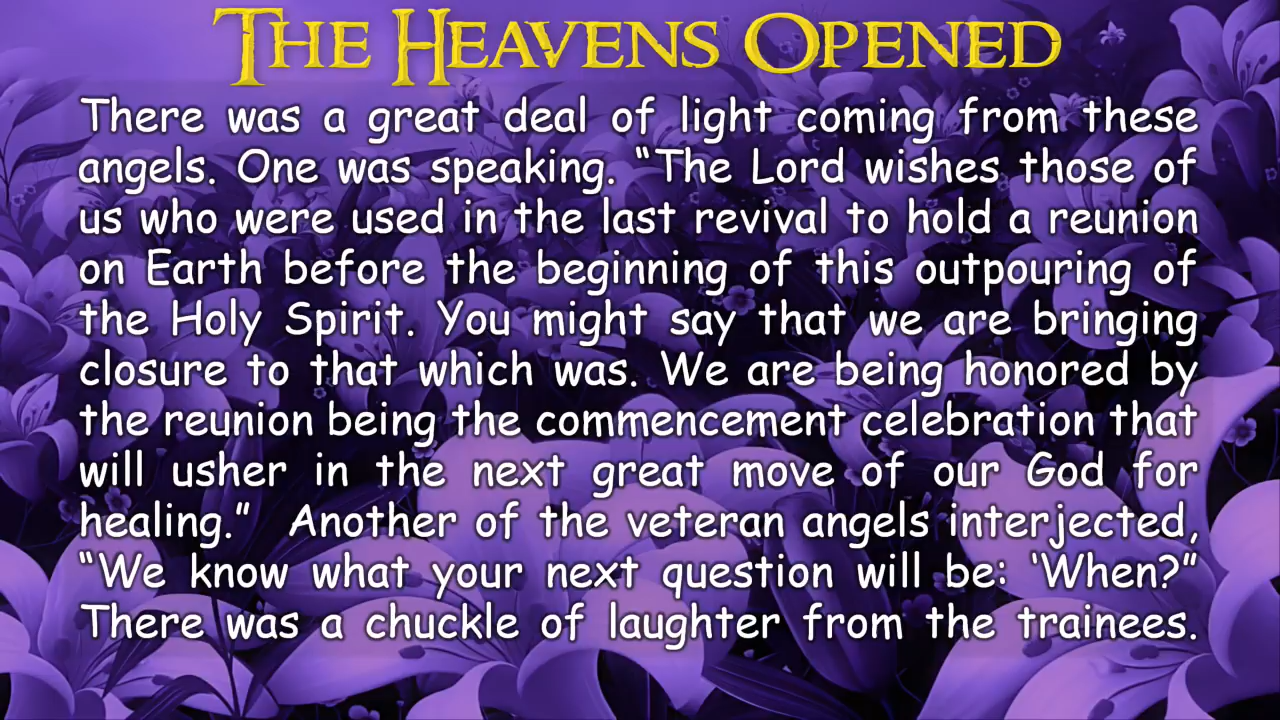 THE HEAVENS OPENED
There was a great deal of light coming from these
angels. One was speaking. “The Lord wishes those of
us who were used in the last revival to hold a reunion
on Earth before the beginning of this outpouring of
the Holy Spirit. You might say that we are bringing
closure to that which was. We are being honored by
the reunion being the commencement celebration that
will usher in the next great move of our God for
healing.” Another of the veteran angels interjected,
“We know what your next question will be: ‘When?”
There was a chuckle of laughter from the trainees.